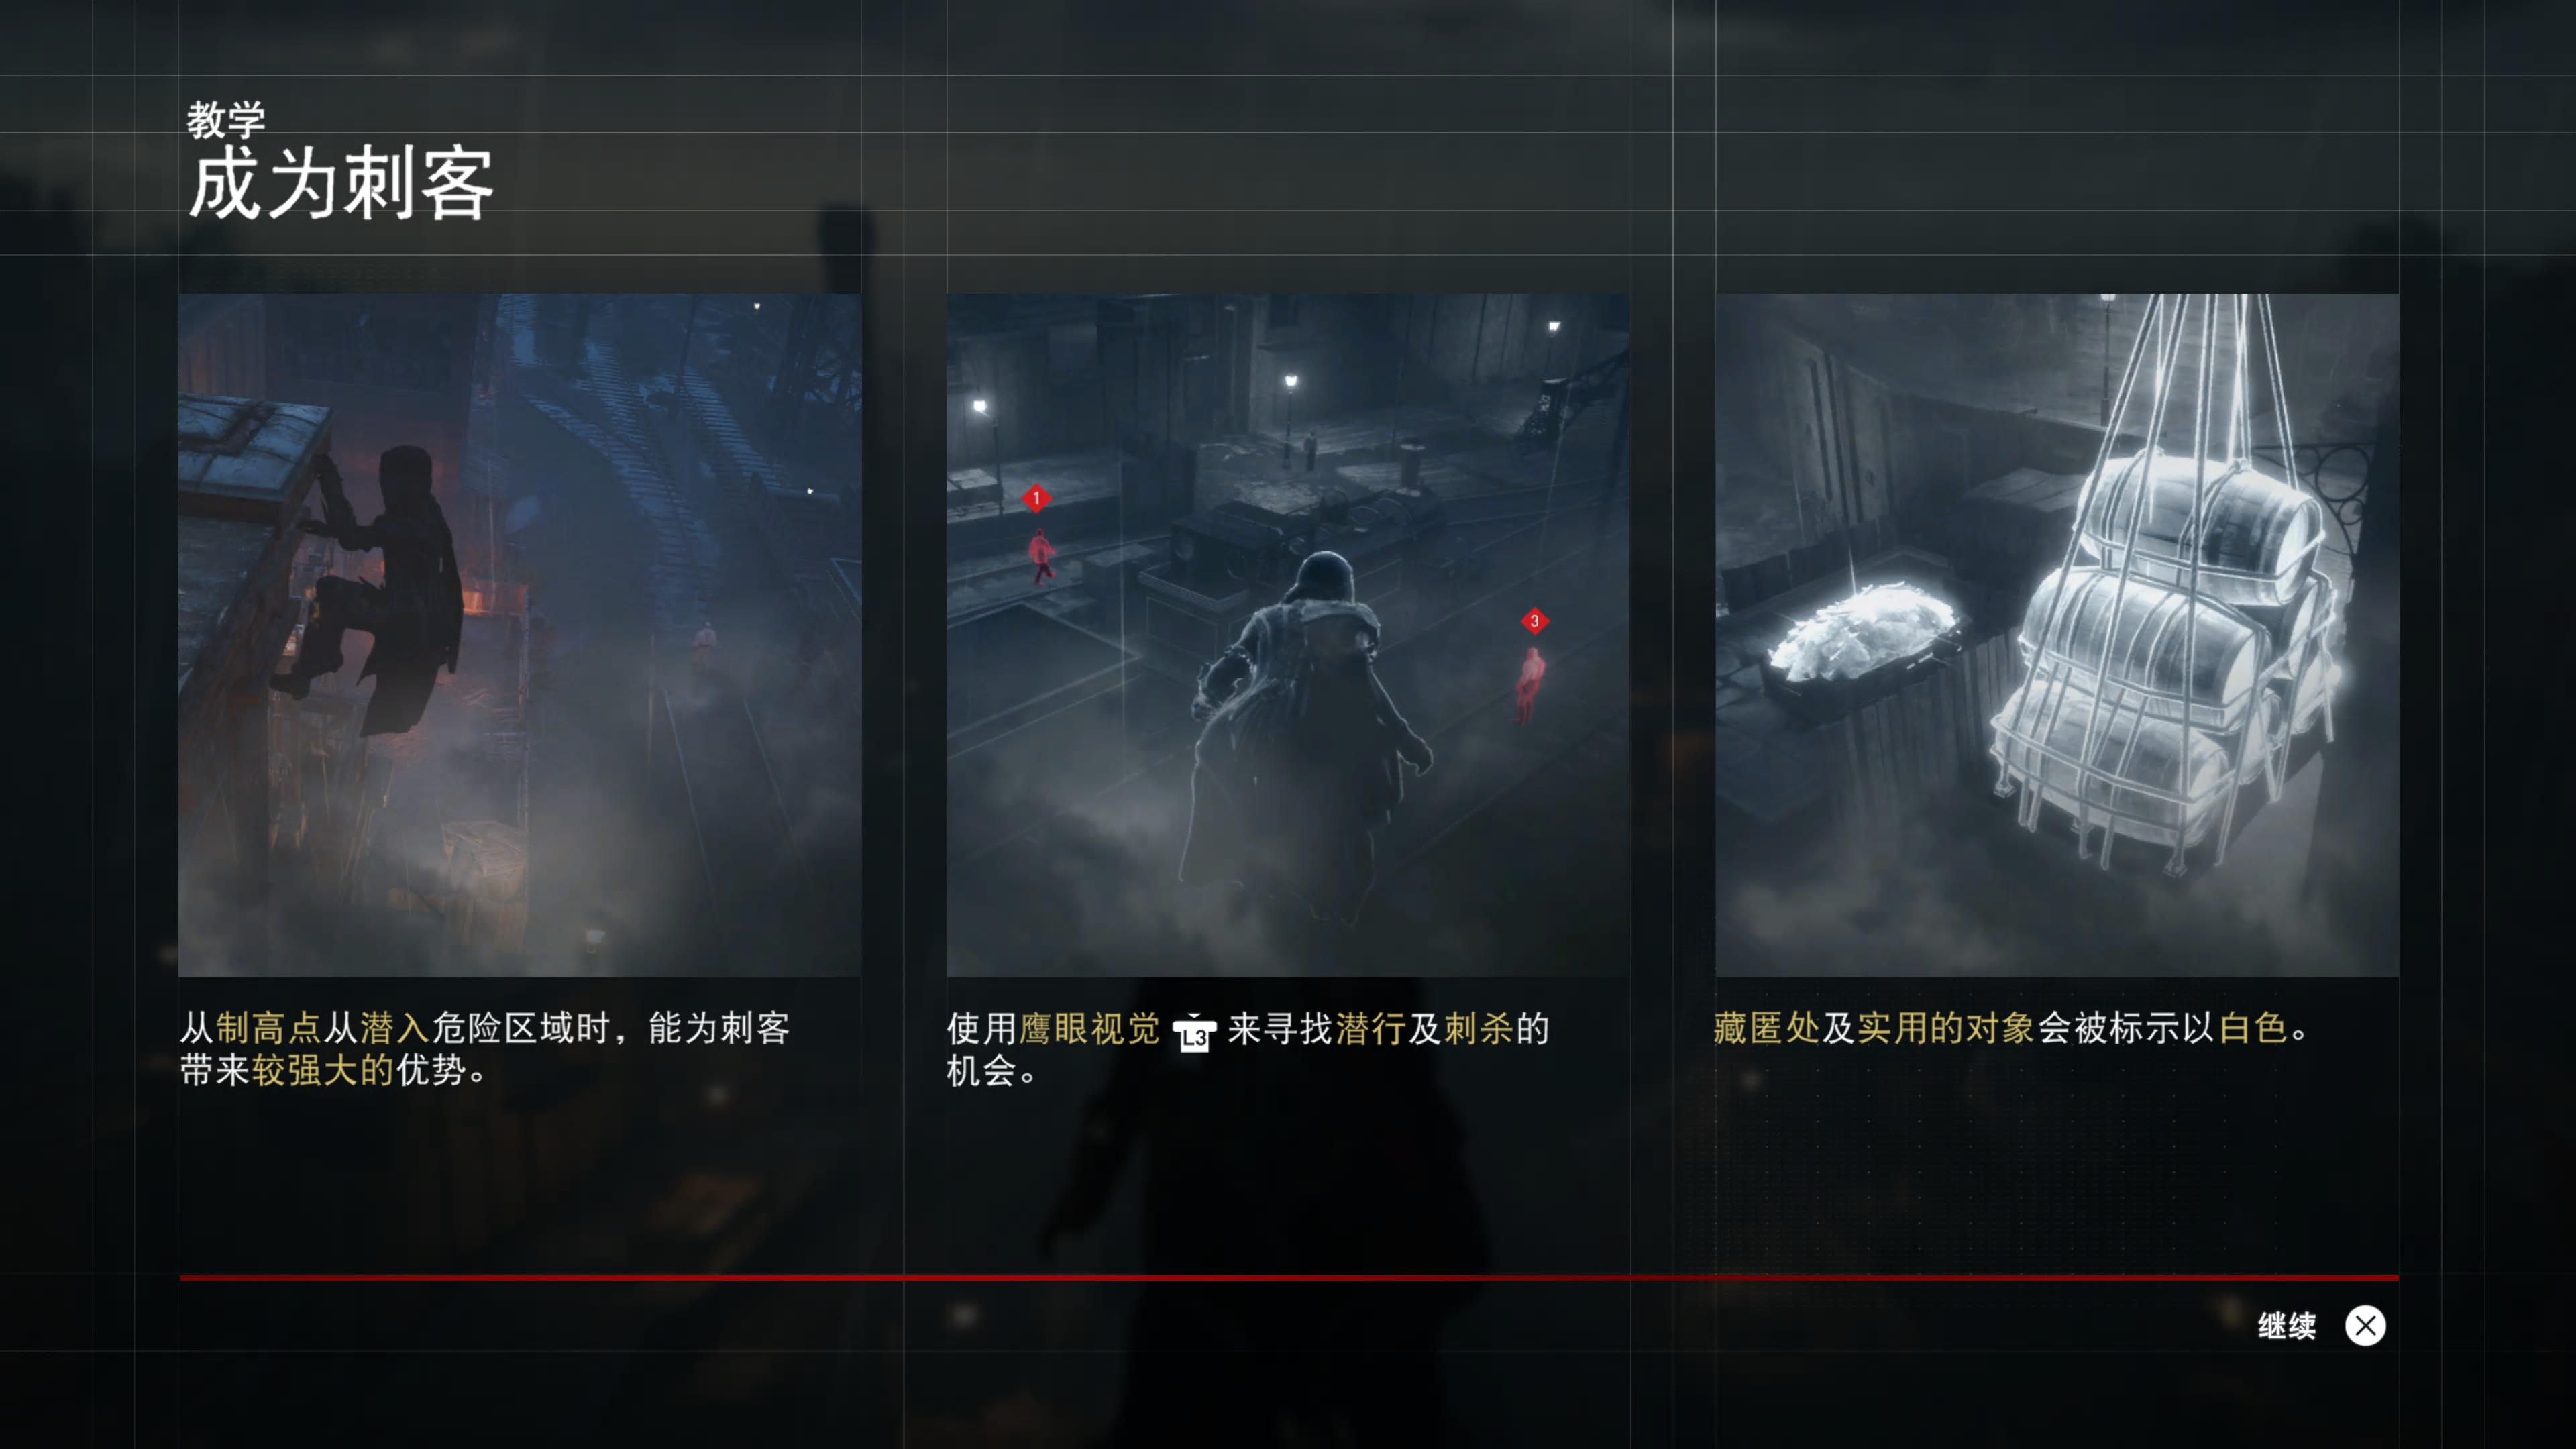 教学
成为刺客
1
3
从制高点从潜入危险区域时，能为刺客
带来较强大的优势。
使用鹰眼视觉 L3 来寻找潜行及刺杀的
机会。
藏匿处及实用的对象会被标示以白色。
继续